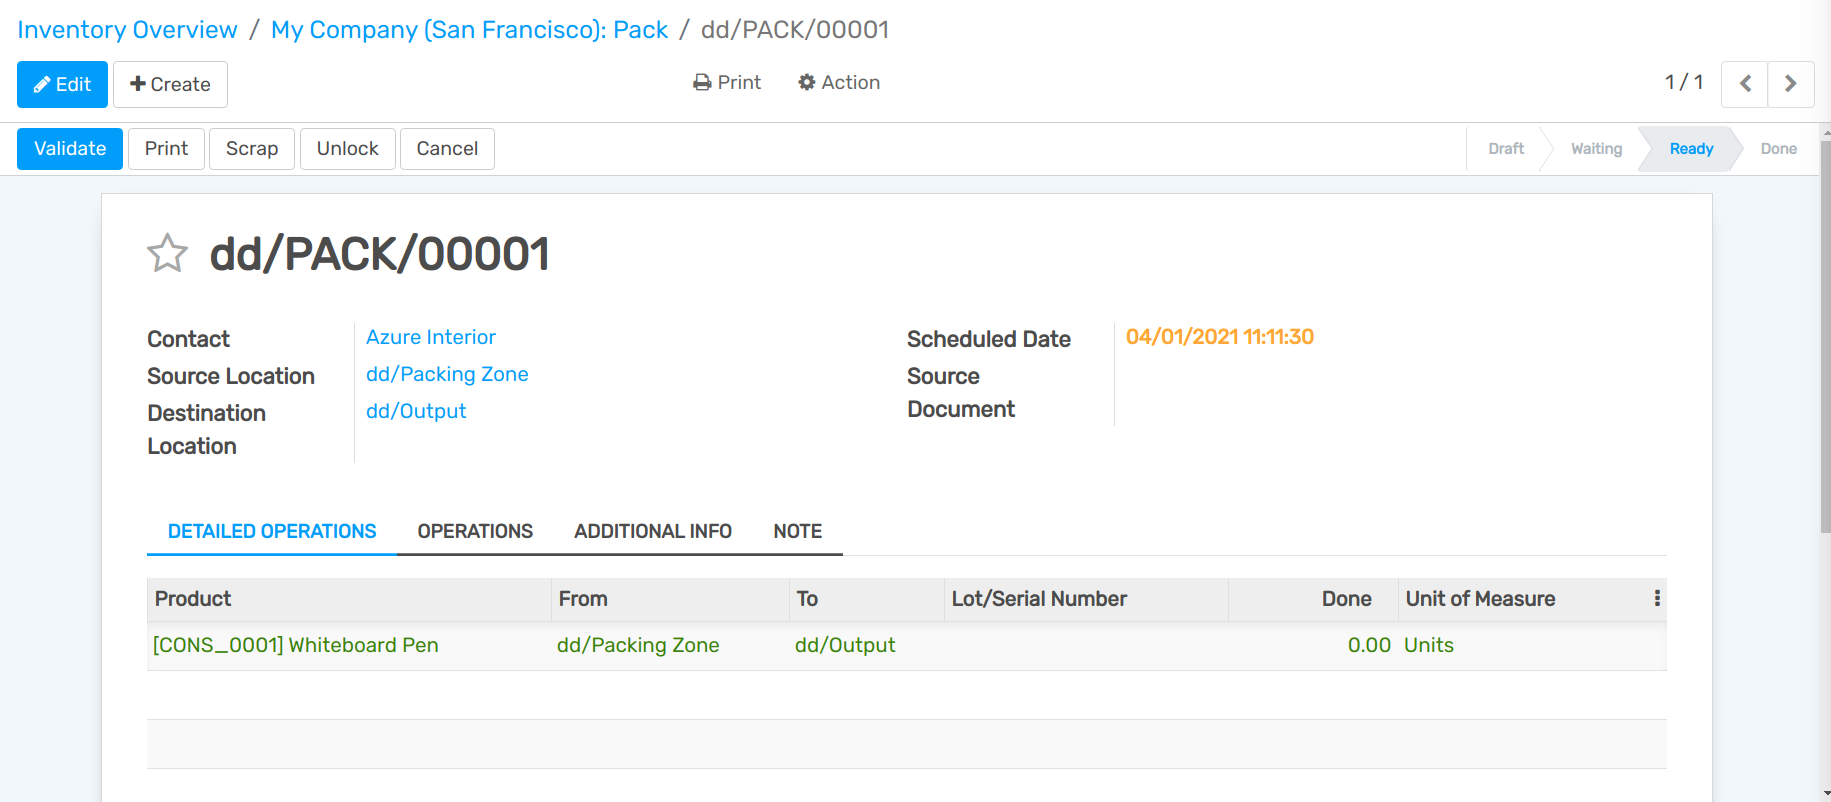 Inventory Overview / My Company (San Francisco): Pack / dd/PACK/00001
Edit Create Print Action 1 / 1
Validate Print Scrap Unlock Cancel Draft Waiting Ready Done
dd/PACK/00001
Contact Azure Interior Scheduled Date 04/01/2021 11:11:30
Source Location dd/Packing Zone Source
Document
Destination dd/Output
Location
DETAILED OPERATIONS OPERATIONS ADDITIONAL INFO NOTE
Product From To Lot/Serial Number Done Unit of Measure
[CONS_0001] Whiteboard Pen dd/Packing Zone dd/Output 0.00 Units